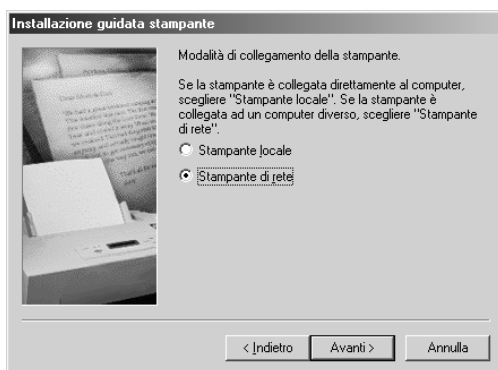 Installazione guidata stampante
Modalità di collegamento della stampante.
Se la stampante è collegata direttamente al computer,
scegliere "Stampante locale". Se la stampante è
collegata ad un computer diverso, scegliere "Stampante
di rete".
Stampante locale
Stampante di rete
< Indietro
Avanti >
Annulla